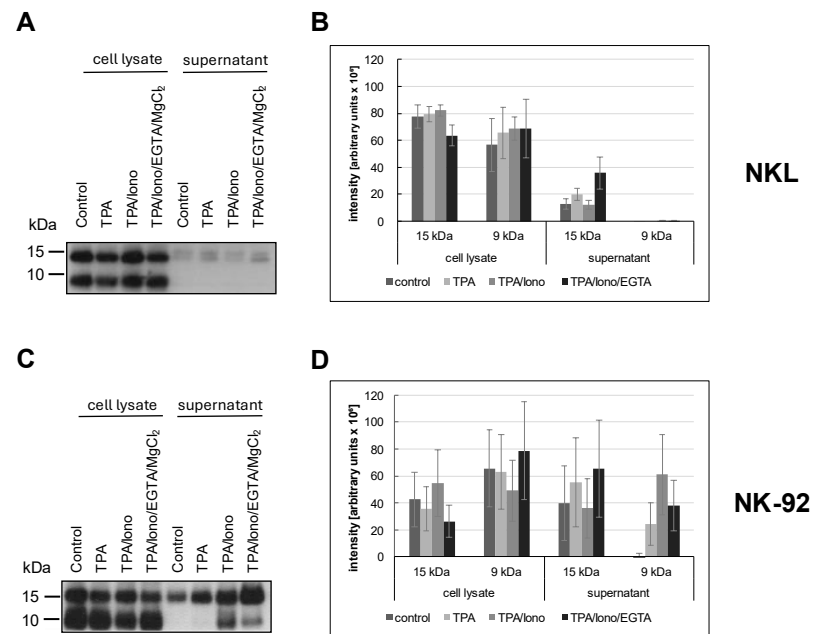 A
cell lysate supernatant
Control TPA TPA/Iono TPA/Iono/EGTA/MgCl₂ Control TPA TPA/Iono TPA/Iono/EGTA/MgCl₂
kDa
15
10
B
intensity [arbitrary units x 10⁶]
120
100
80
60
40
20
0
15 kDa 9 kDa 15 kDa 9 kDa
cell lysate supernatant
control TPA TPA/Iono TPA/Iono/EGTA
NKL
C
cell lysate supernatant
Control TPA TPA/Iono TPA/Iono/EGTA/MgCl₂ Control TPA TPA/Iono TPA/Iono/EGTA/MgCl₂
kDa
15
10
D
intensity [arbitrary units x 10⁶]
120
100
80
60
40
20
0
15 kDa 9 kDa 15 kDa 9 kDa
cell lysate supernatant
control TPA TPA/Iono TPA/Iono/EGTA
NK-92